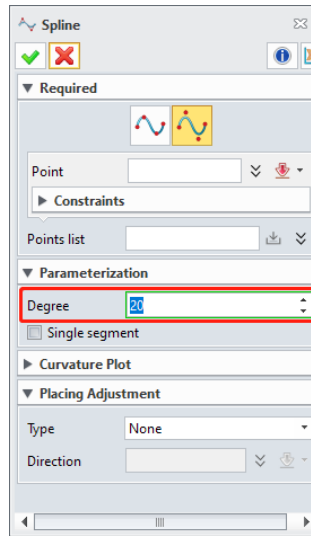 Spline
Required
Point
Constraints
Points list
Parameterization
Degree 20
Single segment
Curvature Plot
Placing Adjustment
Type None
Direction